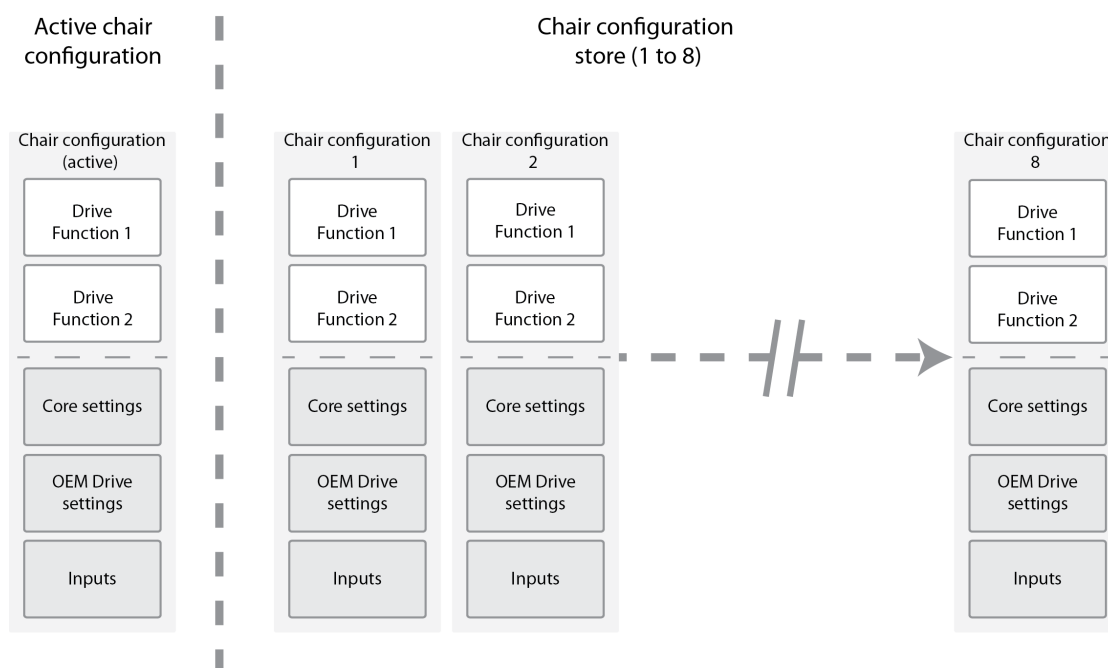 Active chair
configuration
Chair configuration
store (1 to 8)
Chair configuration
(active)
Drive
Function 1
Drive
Function 2
Core settings
OEM Drive
settings
Inputs
Chair configuration
1
Drive
Function 1
Drive
Function 2
Core settings
OEM Drive
settings
Inputs
Chair configuration
2
Drive
Function 1
Drive
Function 2
Core settings
OEM Drive
settings
Inputs
Chair configuration
8
Drive
Function 1
Drive
Function 2
Core settings
OEM Drive
settings
Inputs